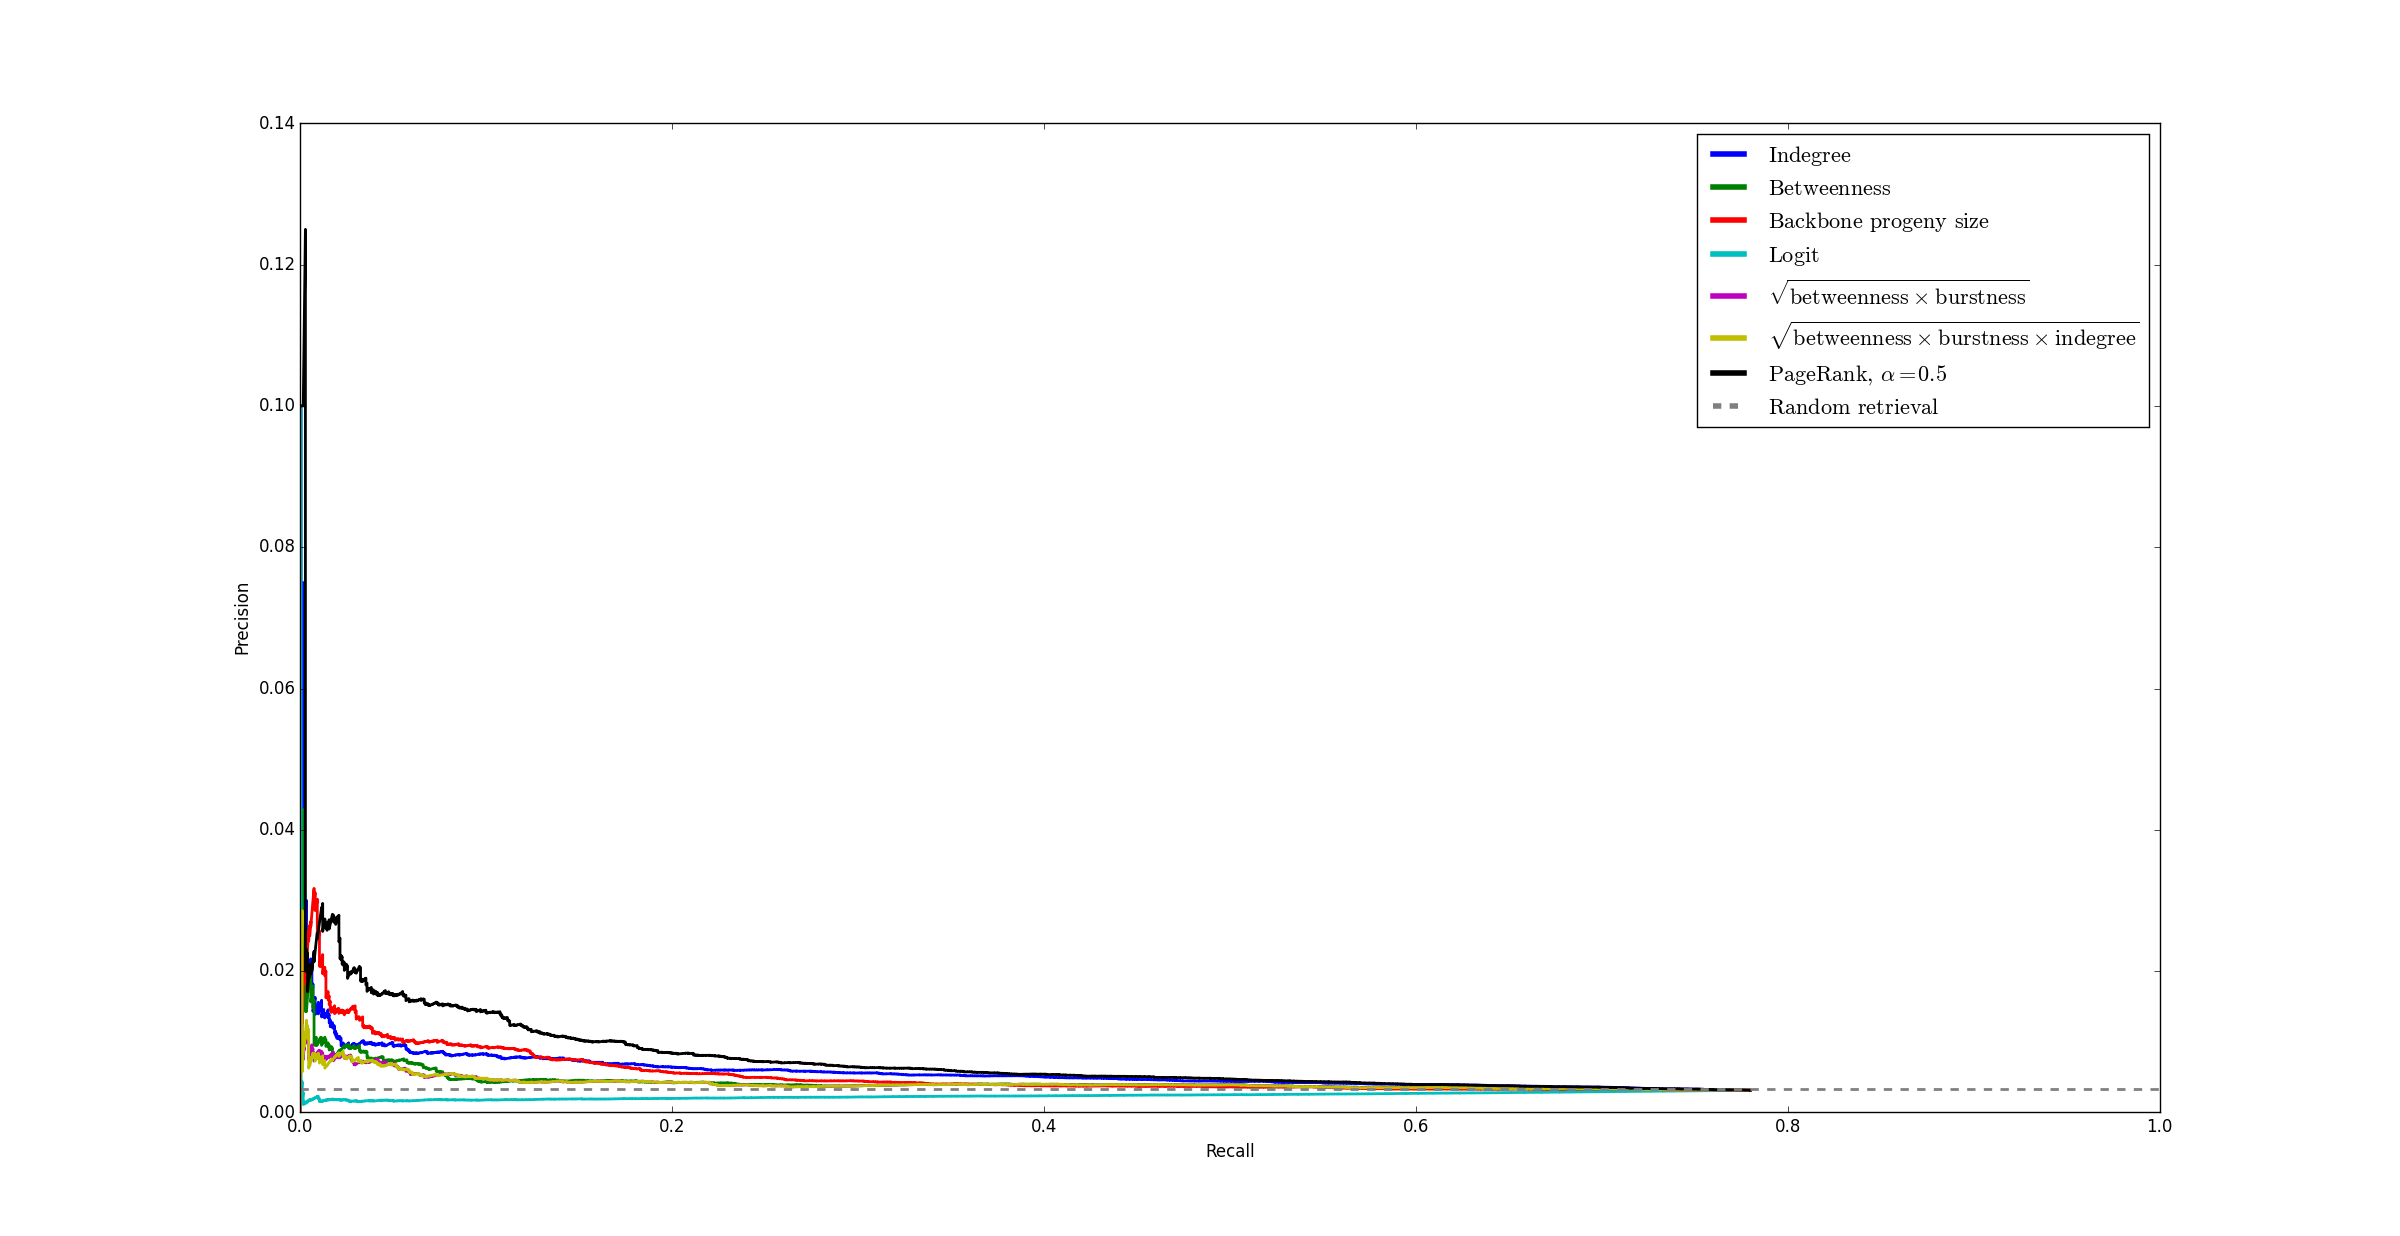 0.14
0.12
0.10
0.08
0.06
0.04
0.02
0.00
Precision
0.0 0.2 0.4 0.6 0.8 1.0
Recall
Indegree
Betweenness
Backbone progeny size
Logit
√betweenness × burstness
√betweenness × burstness × indegree
PageRank, α = 0.5
Random retrieval